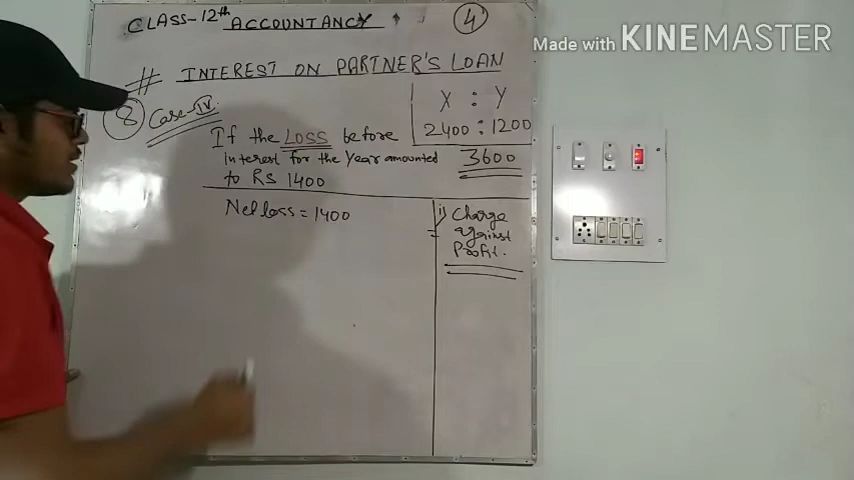 CLASS-12th ACCOUNTANCY
4
Made with KINEMASTER
# INTEREST ON PARTNER'S LOAN
8 Case-IV
X : Y
2400 : 1200
3600
If the LOSS before
interest for the Year amounted
to RS 1400
Net loss = 1400
i) Charge
against
Profit.